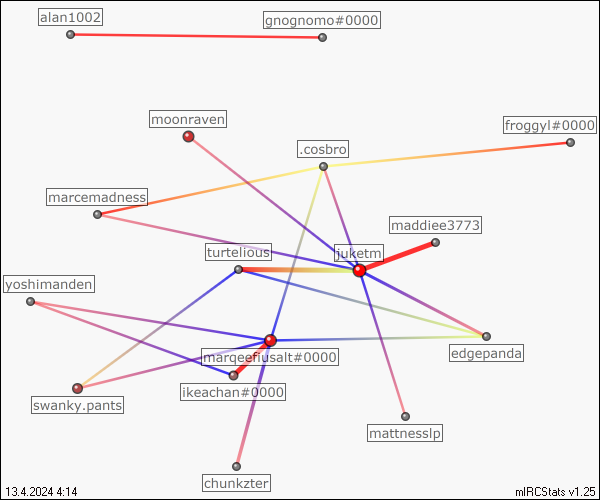 alan1002
gnognomo#0000
moonraven
froggyl#0000
.cosbro
marcemadness
maddiee3773
turtelious
juketm
yoshimanden
marqeefiusalt#0000
edgepanda
ikeachan#0000
swanky.pants
mattnesslp
chunkzter
13.4.2024 4:14
mIRCStats v1.25